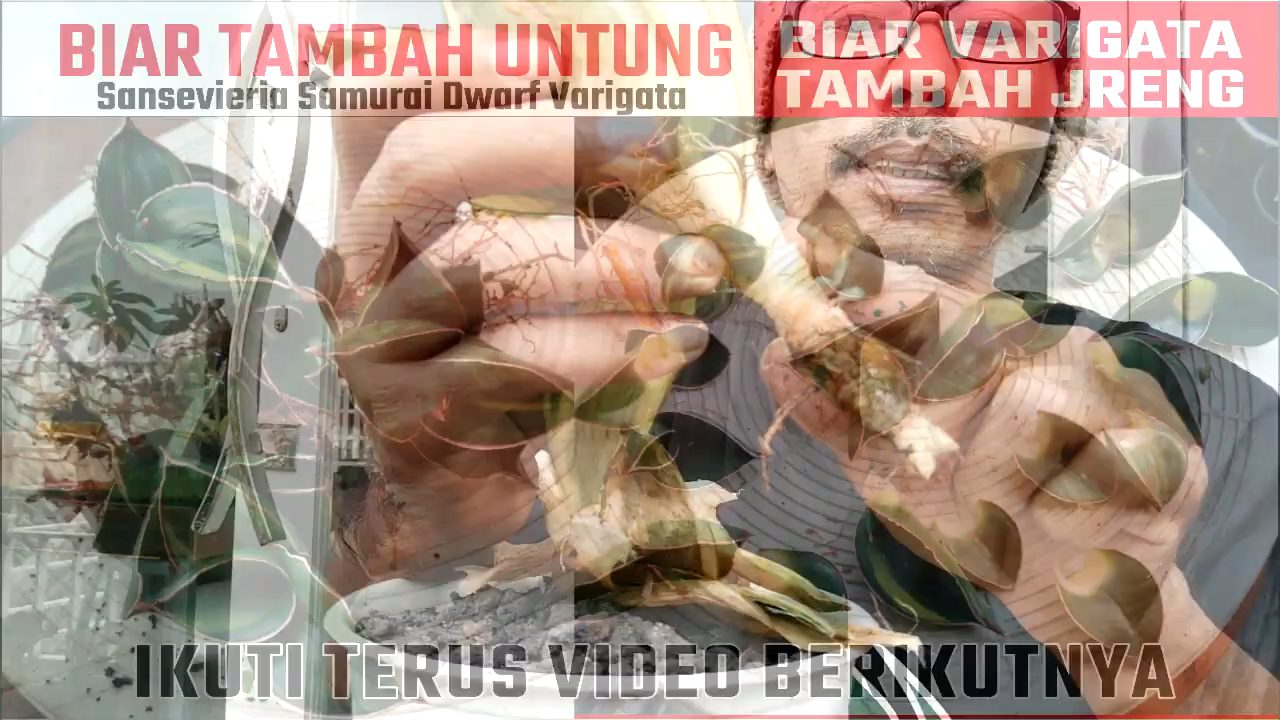 BIAR TAMBAH UNTUNG
Sansevieria Samurai Dwarf Varigata
BIAR VARIGATA
TAMBAH JRENG
IKUTI TERUS VIDEO BERIKUTNYA